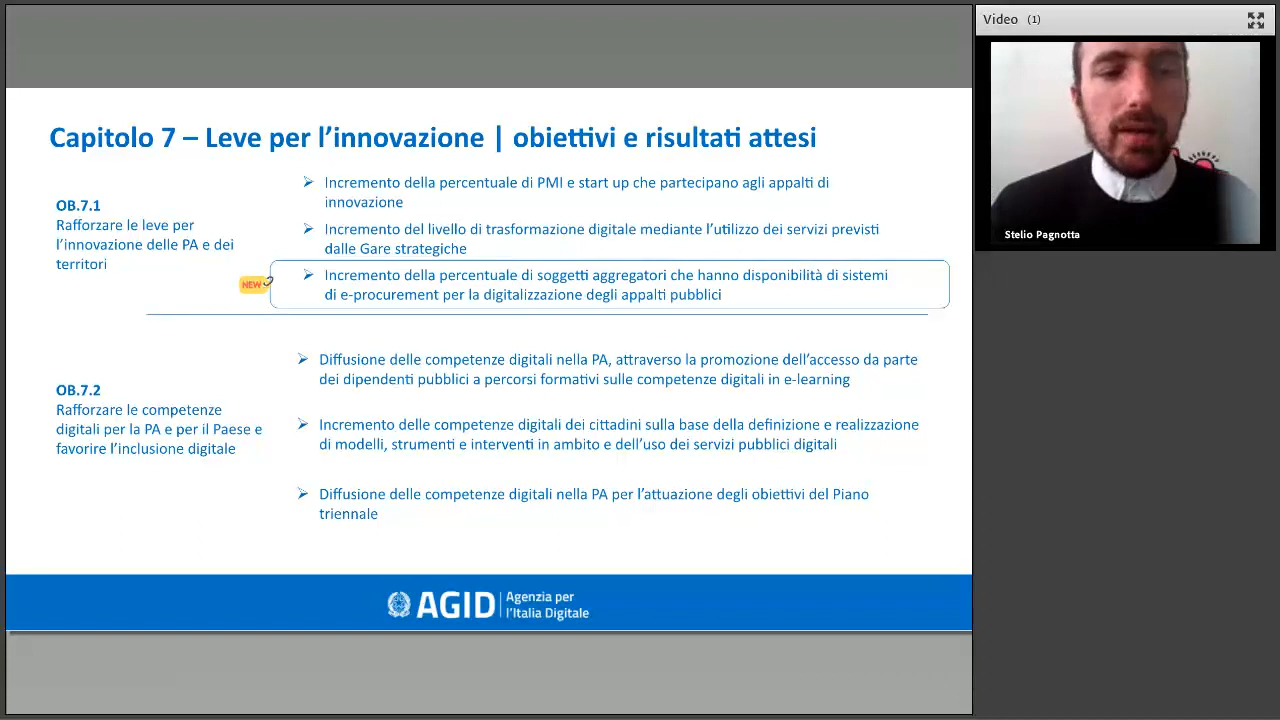 Video (1)
Stelio Pagnotta
Capitolo 7 – Leve per l'innovazione | obiettivi e risultati attesi
OB.7.1
Rafforzare le leve per
l'innovazione delle PA e dei
territori
➢ Incremento della percentuale di PMI e start up che partecipano agli appalti di
innovazione
➢ Incremento del livello di trasformazione digitale mediante l'utilizzo dei servizi previsti
dalle Gare strategiche
NEW
➢ Incremento della percentuale di soggetti aggregatori che hanno disponibilità di sistemi
di e-procurement per la digitalizzazione degli appalti pubblici
OB.7.2
Rafforzare le competenze
digitali per la PA e per il Paese e
favorire l'inclusione digitale
➢ Diffusione delle competenze digitali nella PA, attraverso la promozione dell'accesso da parte
dei dipendenti pubblici a percorsi formativi sulle competenze digitali in e-learning
➢ Incremento delle competenze digitali dei cittadini sulla base della definizione e realizzazione
di modelli, strumenti e interventi in ambito e dell'uso dei servizi pubblici digitali
➢ Diffusione delle competenze digitali nella PA per l'attuazione degli obiettivi del Piano
triennale
AGID
Agenzia per
l'Italia Digitale